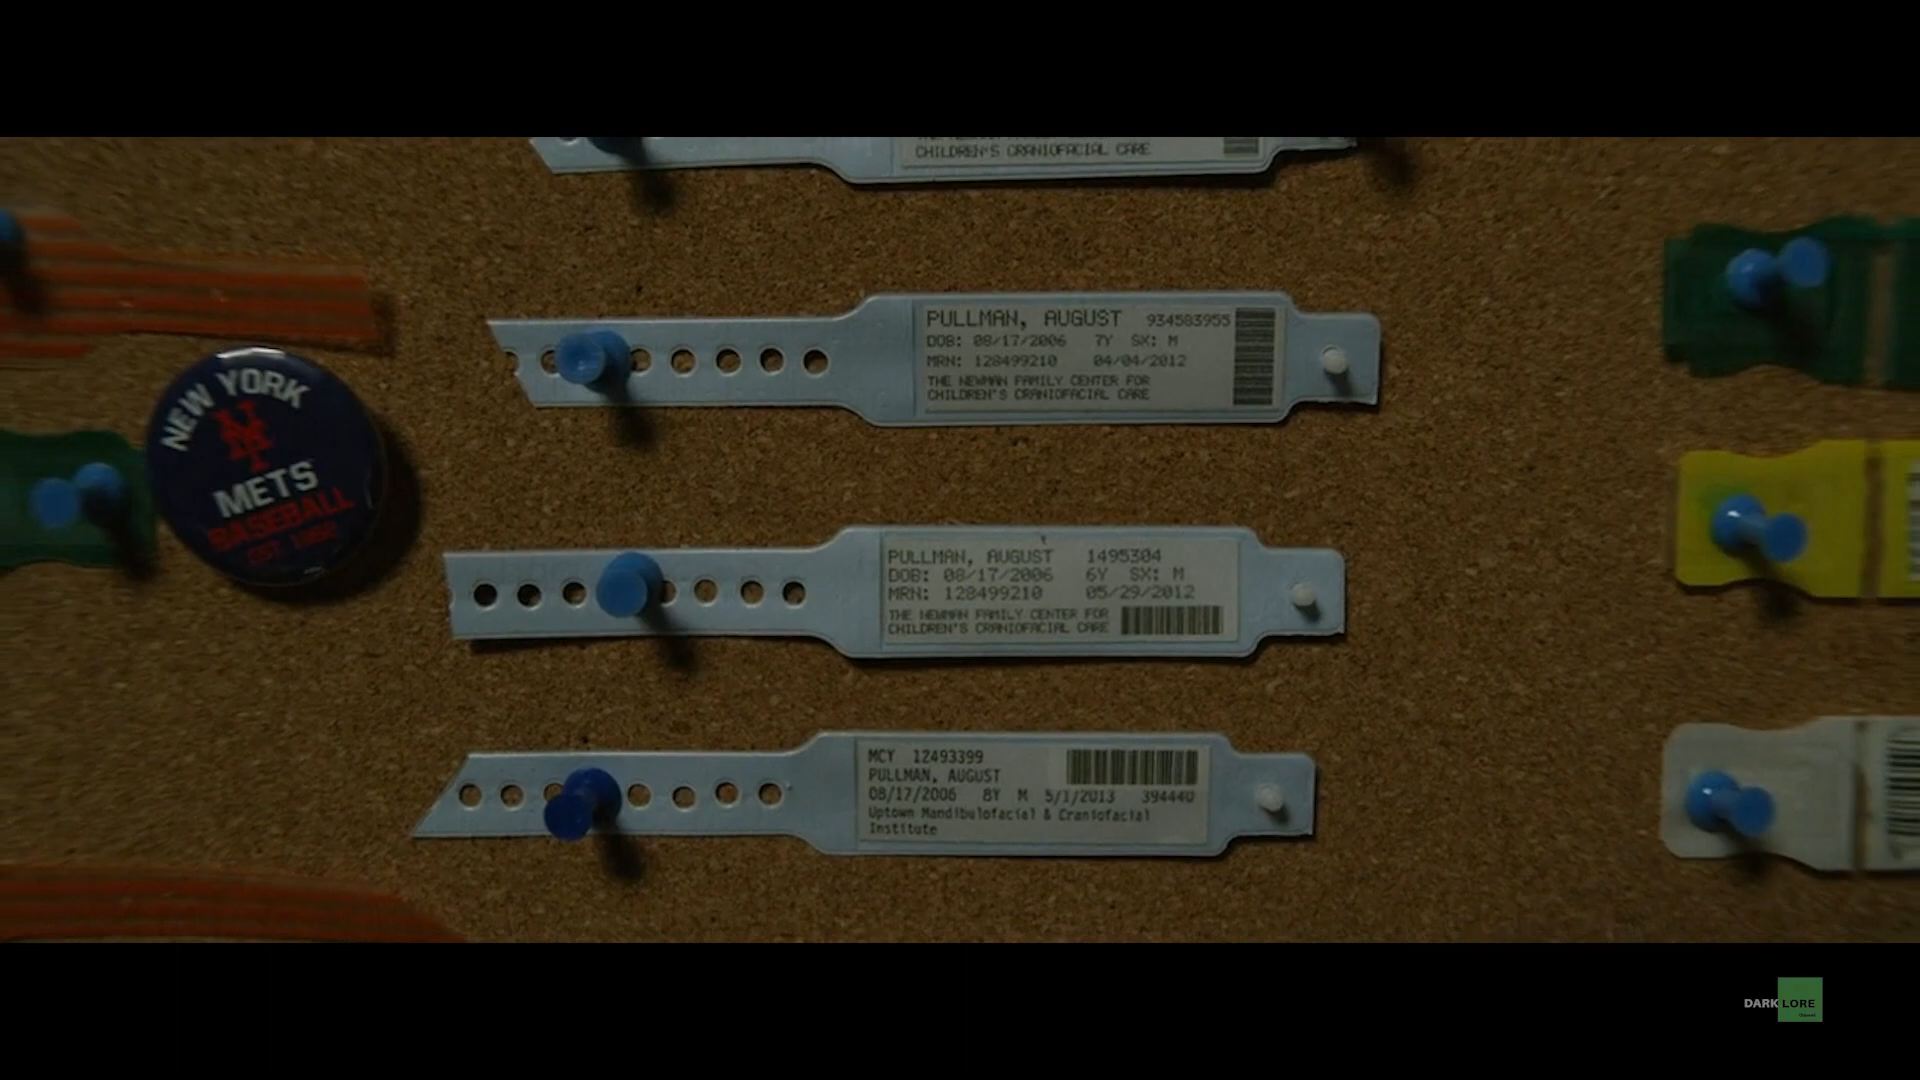 CHILDREN'S CRANIOFACIAL CARE
NEW YORK
NY
METS
BASEBALL
EST. 1962
PULLMAN, AUGUST 934583955
DOB: 08/17/2006 7Y SX: M
MRN: 128499210 04/04/2012
THE NEWMAN FAMILY CENTER FOR
CHILDREN'S CRANIOFACIAL CARE
PULLMAN, AUGUST 1495304
DOB: 08/17/2006 6Y SX: M
MRN: 128499210 05/29/2012
THE NEWMAN FAMILY CENTER FOR
CHILDREN'S CRANIOFACIAL CARE
MCY 12493399
PULLMAN, AUGUST
08/17/2006 8Y M 5/1/2013 394440
Uptown Mandibulofacial & Craniofacial
Institute
DARK LORE